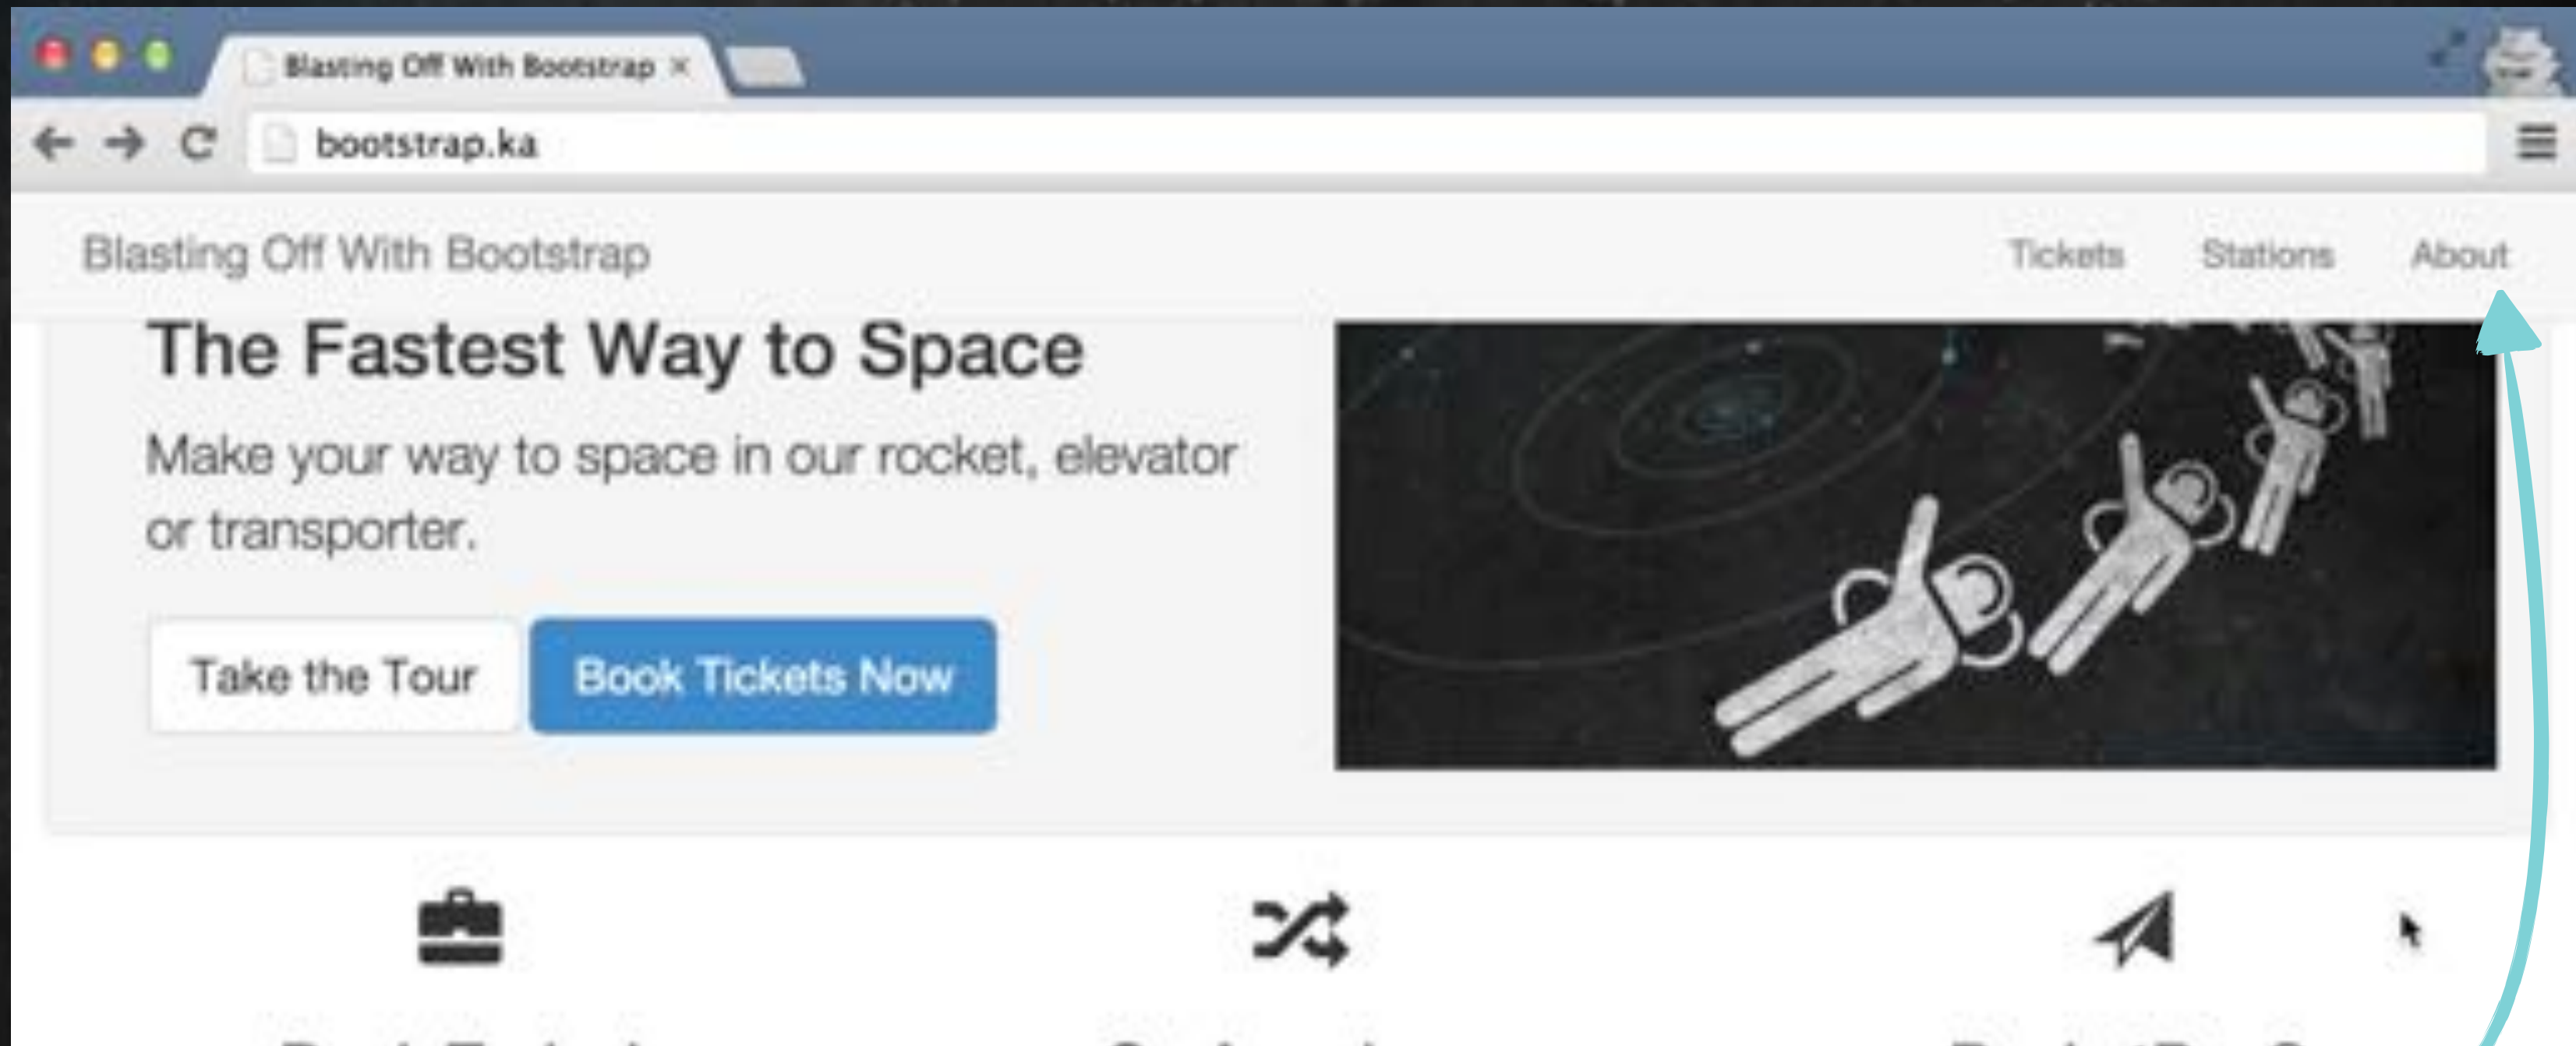 Blasting Off With Bootstrap ×
bootstrap.ka
Blasting Off With Bootstrap
Tickets Stations About
The Fastest Way to Space
Make your way to space in our rocket, elevator
or transporter.
Take the Tour Book Tickets Now